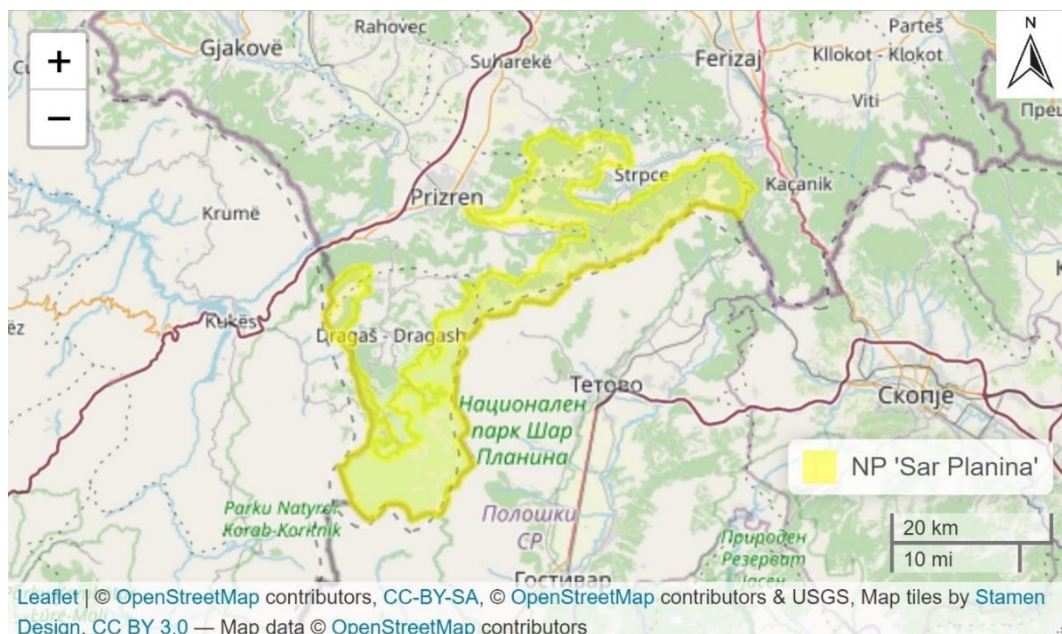 Gjakovë
Rahovec
Suharekë
Ferizaj
Parteš
Kllokot - Klokot
Viti
N
+
−
Štrpce
Kaçanik
Prizren
Krumë
Kukës
Dragaš - Dragash
Тетово
Скопје
Национален
парк Шар
Планина
NP 'Sar Planina'
Parku Natyror
Korab-Koritnik
Полошки
СР
Природен
Резерват
Јасен
20 km
10 mi
Гостивар
Leaflet | © OpenStreetMap contributors, CC-BY-SA, © OpenStreetMap contributors & USGS, Map tiles by Stamen
Design, CC BY 3.0 — Map data © OpenStreetMap contributors